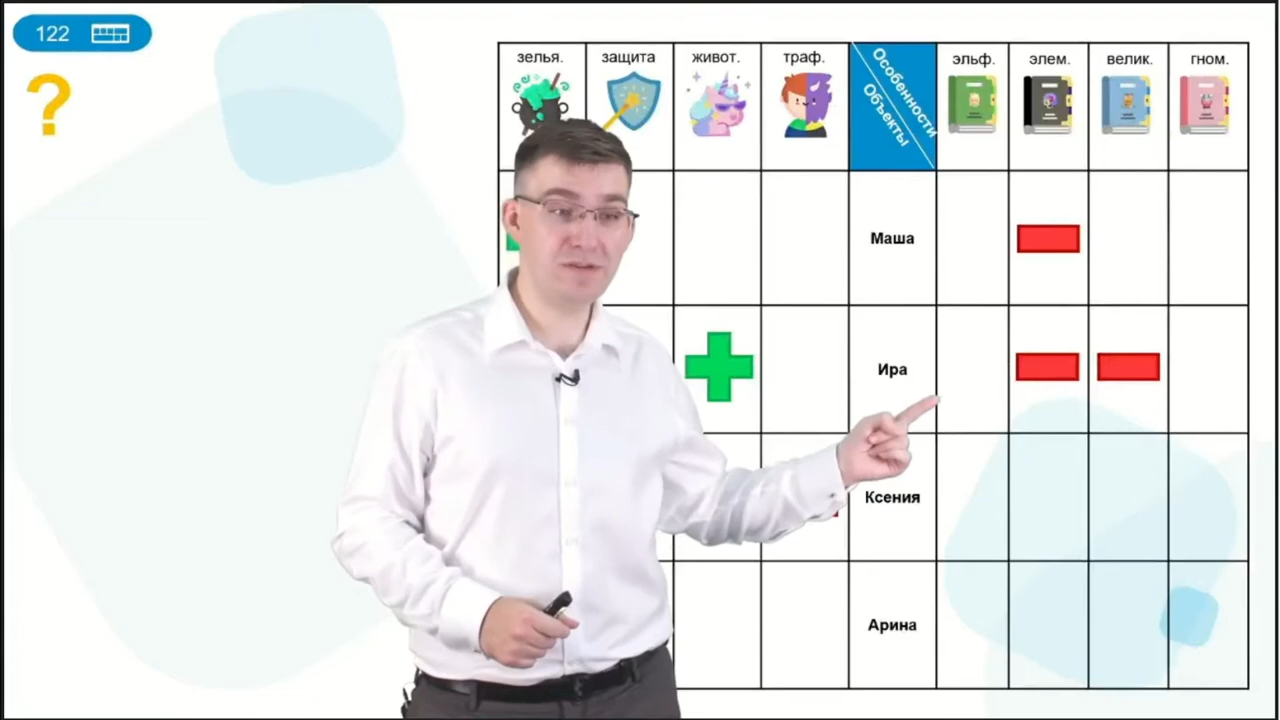 122
?
зелья. защита живот. траф. Особенности эльф. элем. велик. гном.
Объекты
Маша
Ира
Ксения
Арина